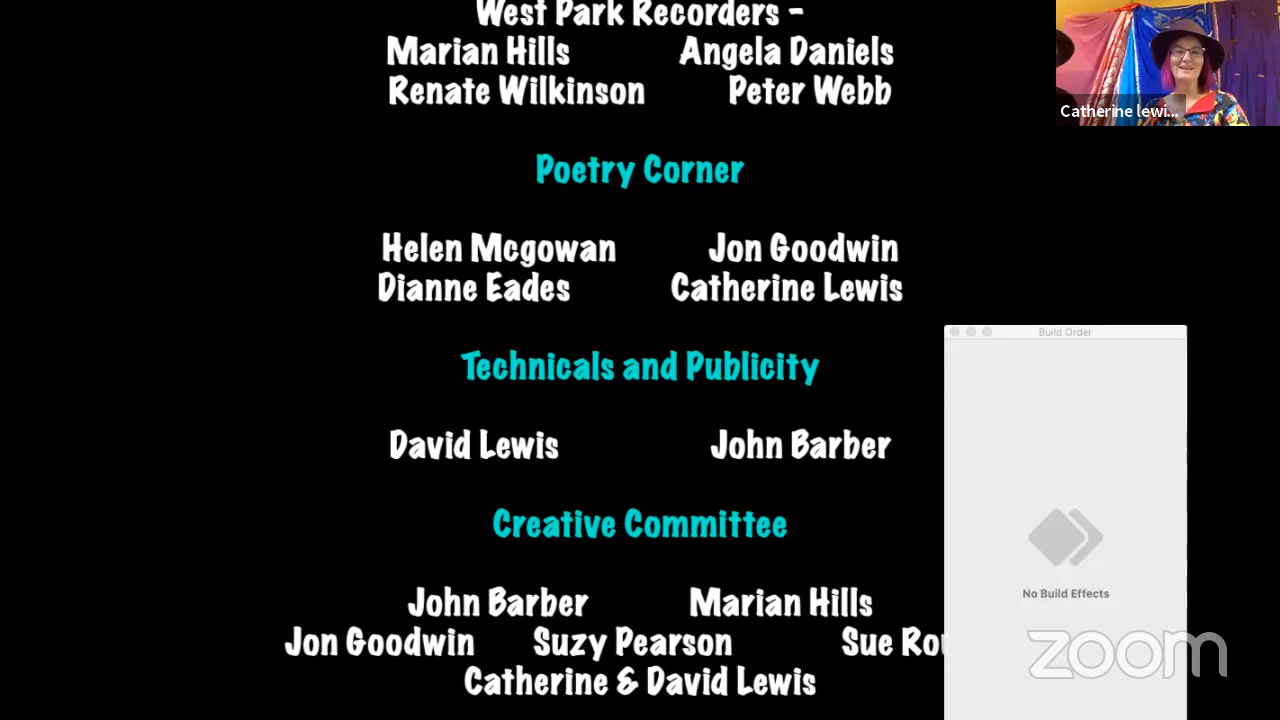 West Park Recorders -
Marian Hills Angela Daniels
Renate Wilkinson Peter Webb
Catherine lewi...
Poetry Corner
Helen Mcgowan Jon Goodwin
Dianne Eades Catherine Lewis
Technicals and Publicity
Build Order
David Lewis John Barber
Creative Committee
No Build Effects
John Barber Marian Hills
Jon Goodwin Suzy Pearson Sue
Catherine & David Lewis
zoom